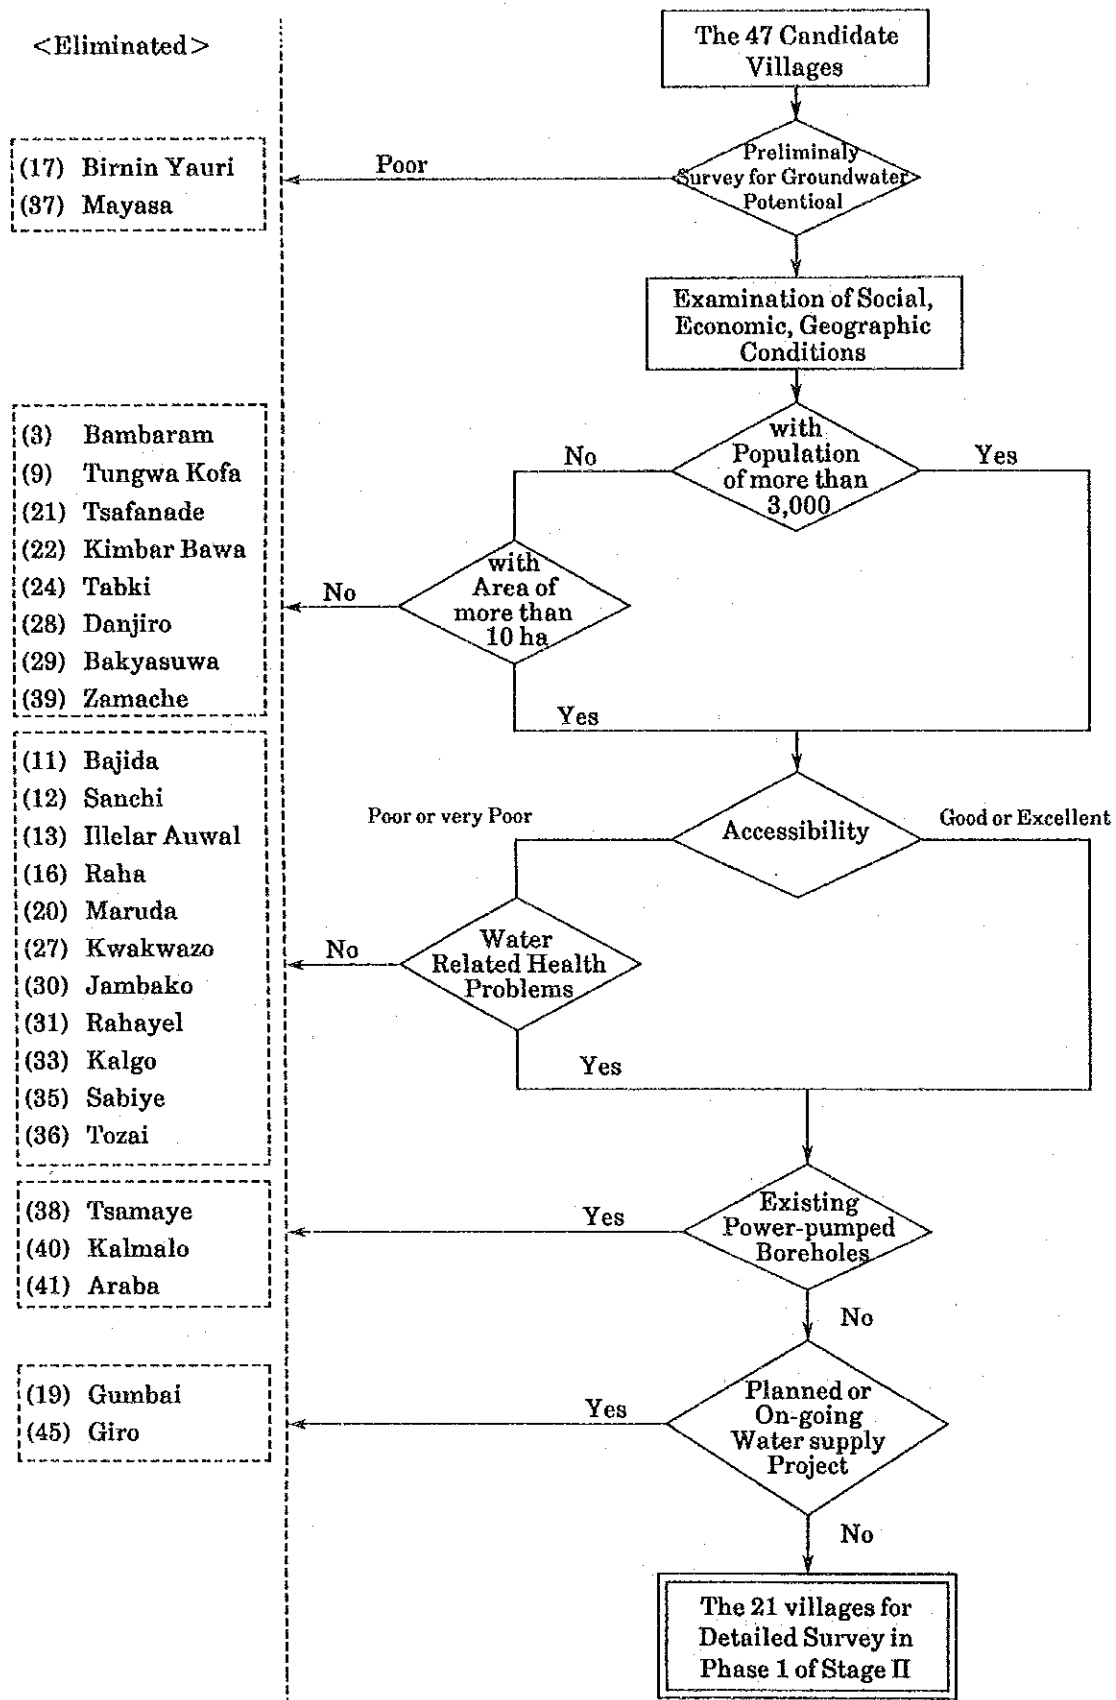 <Eliminated>
The 47 Candidate
Villages
Preliminaly
Survey for Groundwater
Potentioal
Poor
(17) Birnin Yauri
(37) Mayasa
Examination of Social,
Economic, Geographic
Conditions
with
Population
of more than
3,000
No
Yes
with
Area of
more than
10 ha
No
Yes
(3) Bambaram
(9) Tungwa Kofa
(21) Tsafanade
(22) Kimbar Bawa
(24) Tabki
(28) Danjiro
(29) Bakyasuwa
(39) Zamache
Accessibility
Poor or very Poor
Good or Excellent
Water
Related Health
Problems
No
Yes
(11) Bajida
(12) Sanchi
(13) Illelar Auwal
(16) Raha
(20) Maruda
(27) Kwakwazo
(30) Jambako
(31) Rahayel
(33) Kalgo
(35) Sabiye
(36) Tozai
Existing
Power-pumped
Boreholes
Yes
No
(38) Tsamaye
(40) Kalmalo
(41) Araba
Planned or
On-going
Water supply
Project
Yes
No
(19) Gumbai
(45) Giro
The 21 villages for
Detailed Survey in
Phase 1 of Stage II